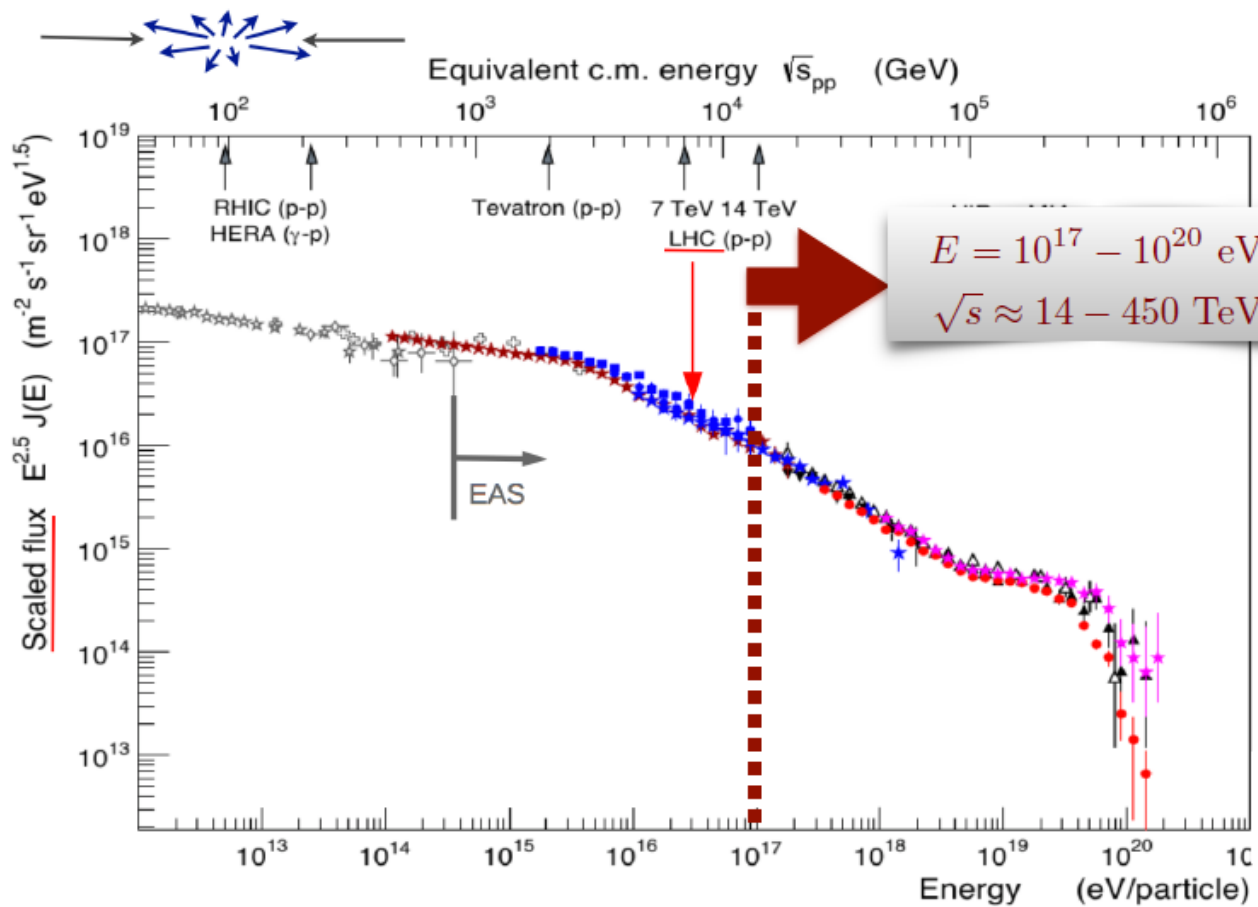 Equivalent c.m. energy √s_pp (GeV)
10^2 10^3 10^4 10^5 10^6
10^19
10^18
10^17
10^16
10^15
10^14
10^13
Scaled flux E^2.5 J(E) (m^-2 s^-1 sr^-1 eV^1.5)
RHIC (p-p)
HERA (γ-p)
Tevatron (p-p)
7 TeV 14 TeV
LHC (p-p)
E = 10^17 – 10^20 eV
√s ≈ 14 – 450 TeV
EAS
10^13 10^14 10^15 10^16 10^17 10^18 10^19 10^20
Energy (eV/particle)